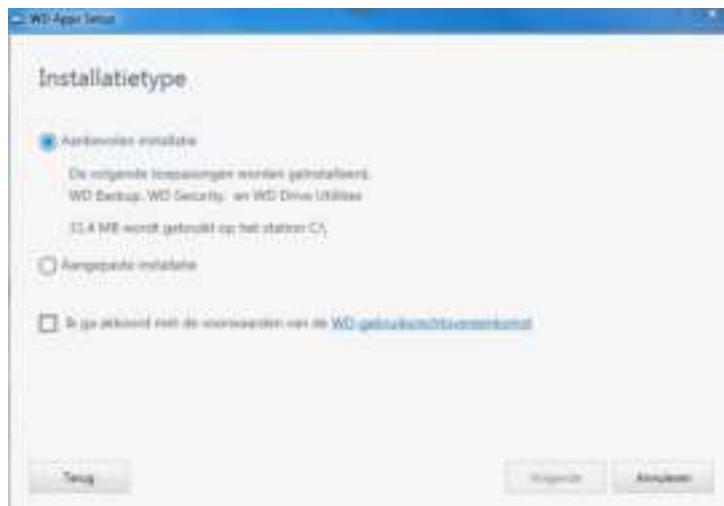 WD Apps Setup
Installatietype
Aanbevolen installatie
De volgende toepassingen worden geïnstalleerd:
WD Backup, WD Security, en WD Drive Utilities
MB wordt gebruikt op het station C:\
Aangepaste installatie
Ik ga akkoord met de voorwaarden van de WD-gebruiksrechtovereenkomst
Terug
Volgende
Annuleren